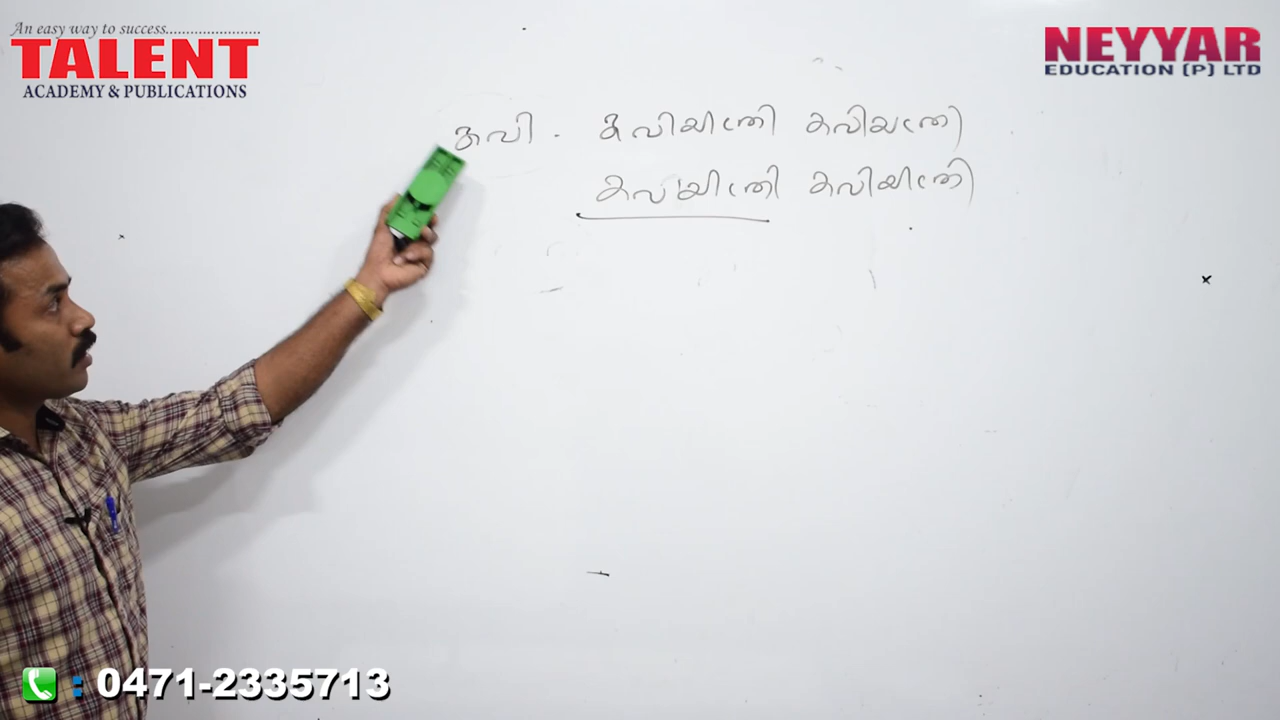 An easy way to success......................
TALENT
ACADEMY & PUBLICATIONS
NEYYAR
EDUCATION (P) LTD
കവി - കവിയിത്രി കവിയത്രി
കവയിത്രി കവിയിത്രി
: 0471-2335713